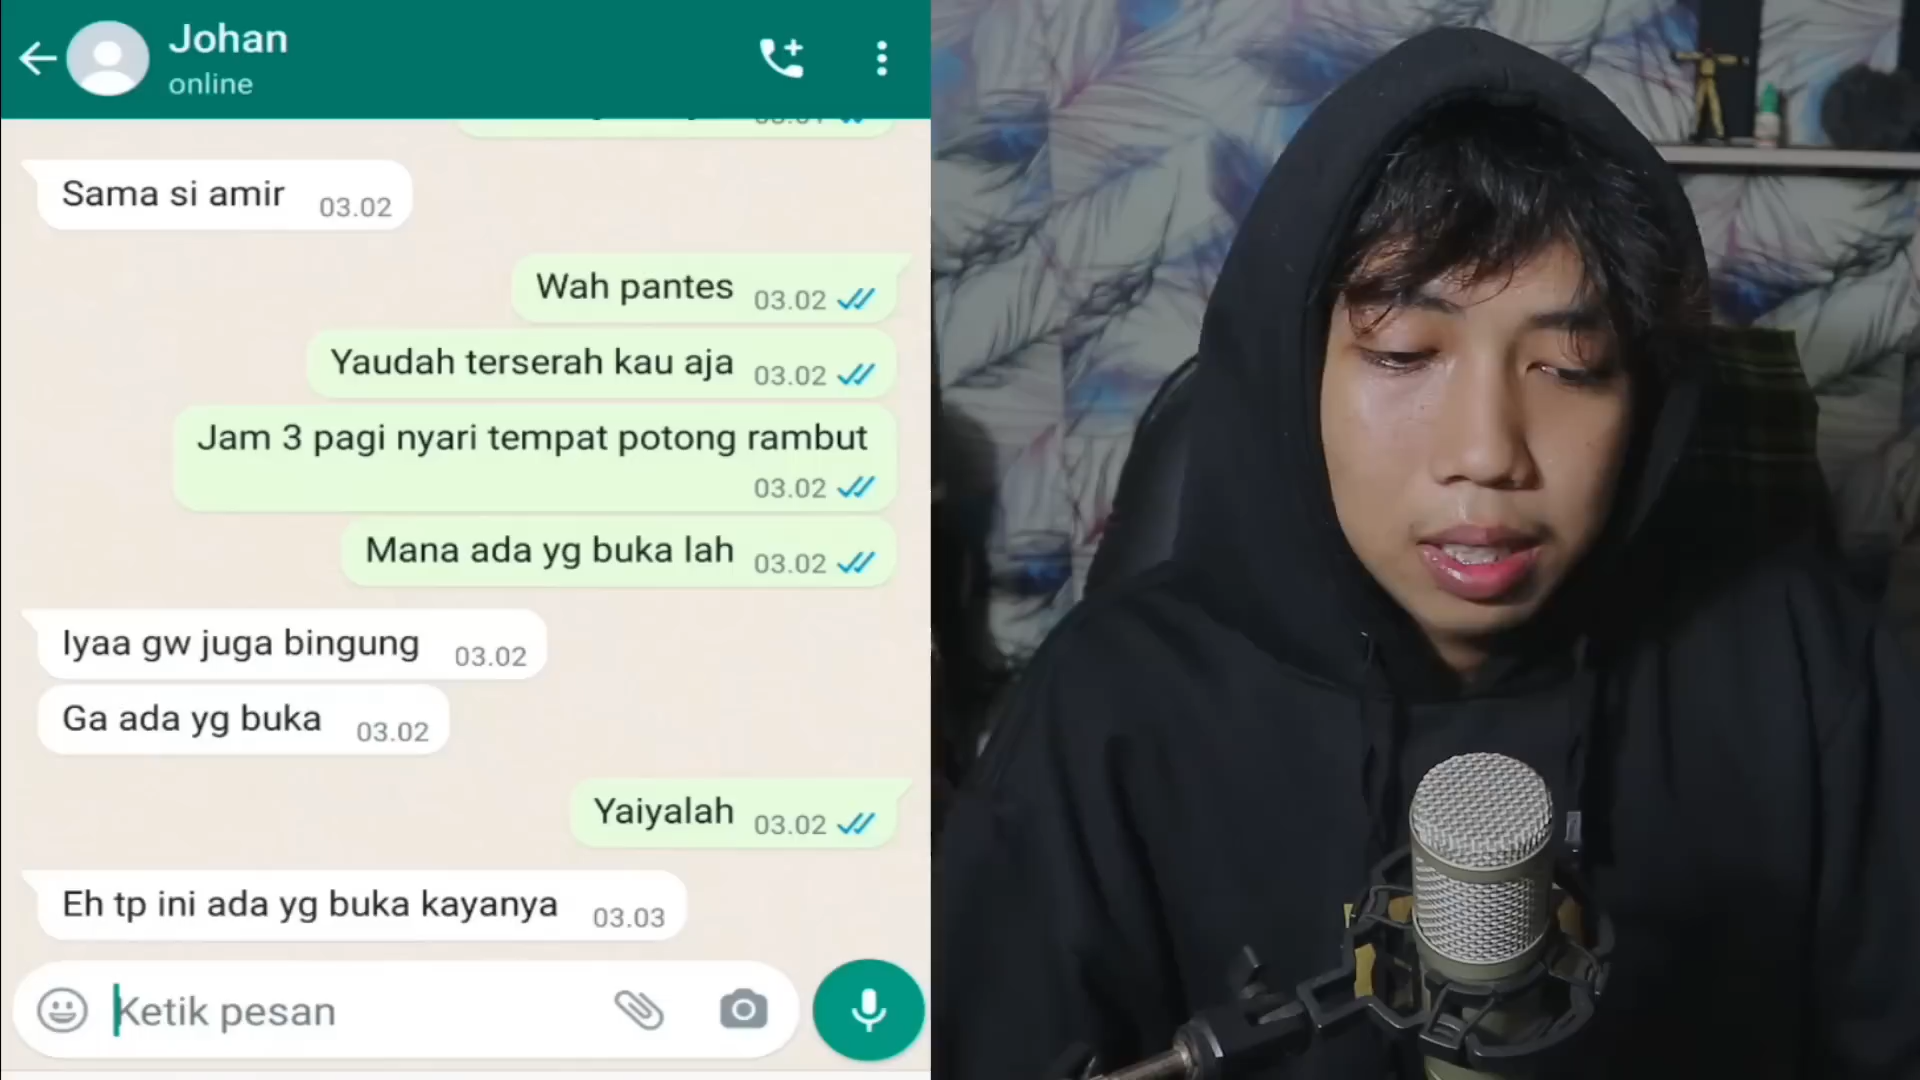 Johan
online
Sama si amir 03.02
Wah pantes 03.02
Yaudah terserah kau aja 03.02
Jam 3 pagi nyari tempat potong rambut
03.02
Mana ada yg buka lah 03.02
Iyaa gw juga bingung 03.02
Ga ada yg buka 03.02
Yaiyalah 03.02
Eh tp ini ada yg buka kayanya 03.03
Ketik pesan